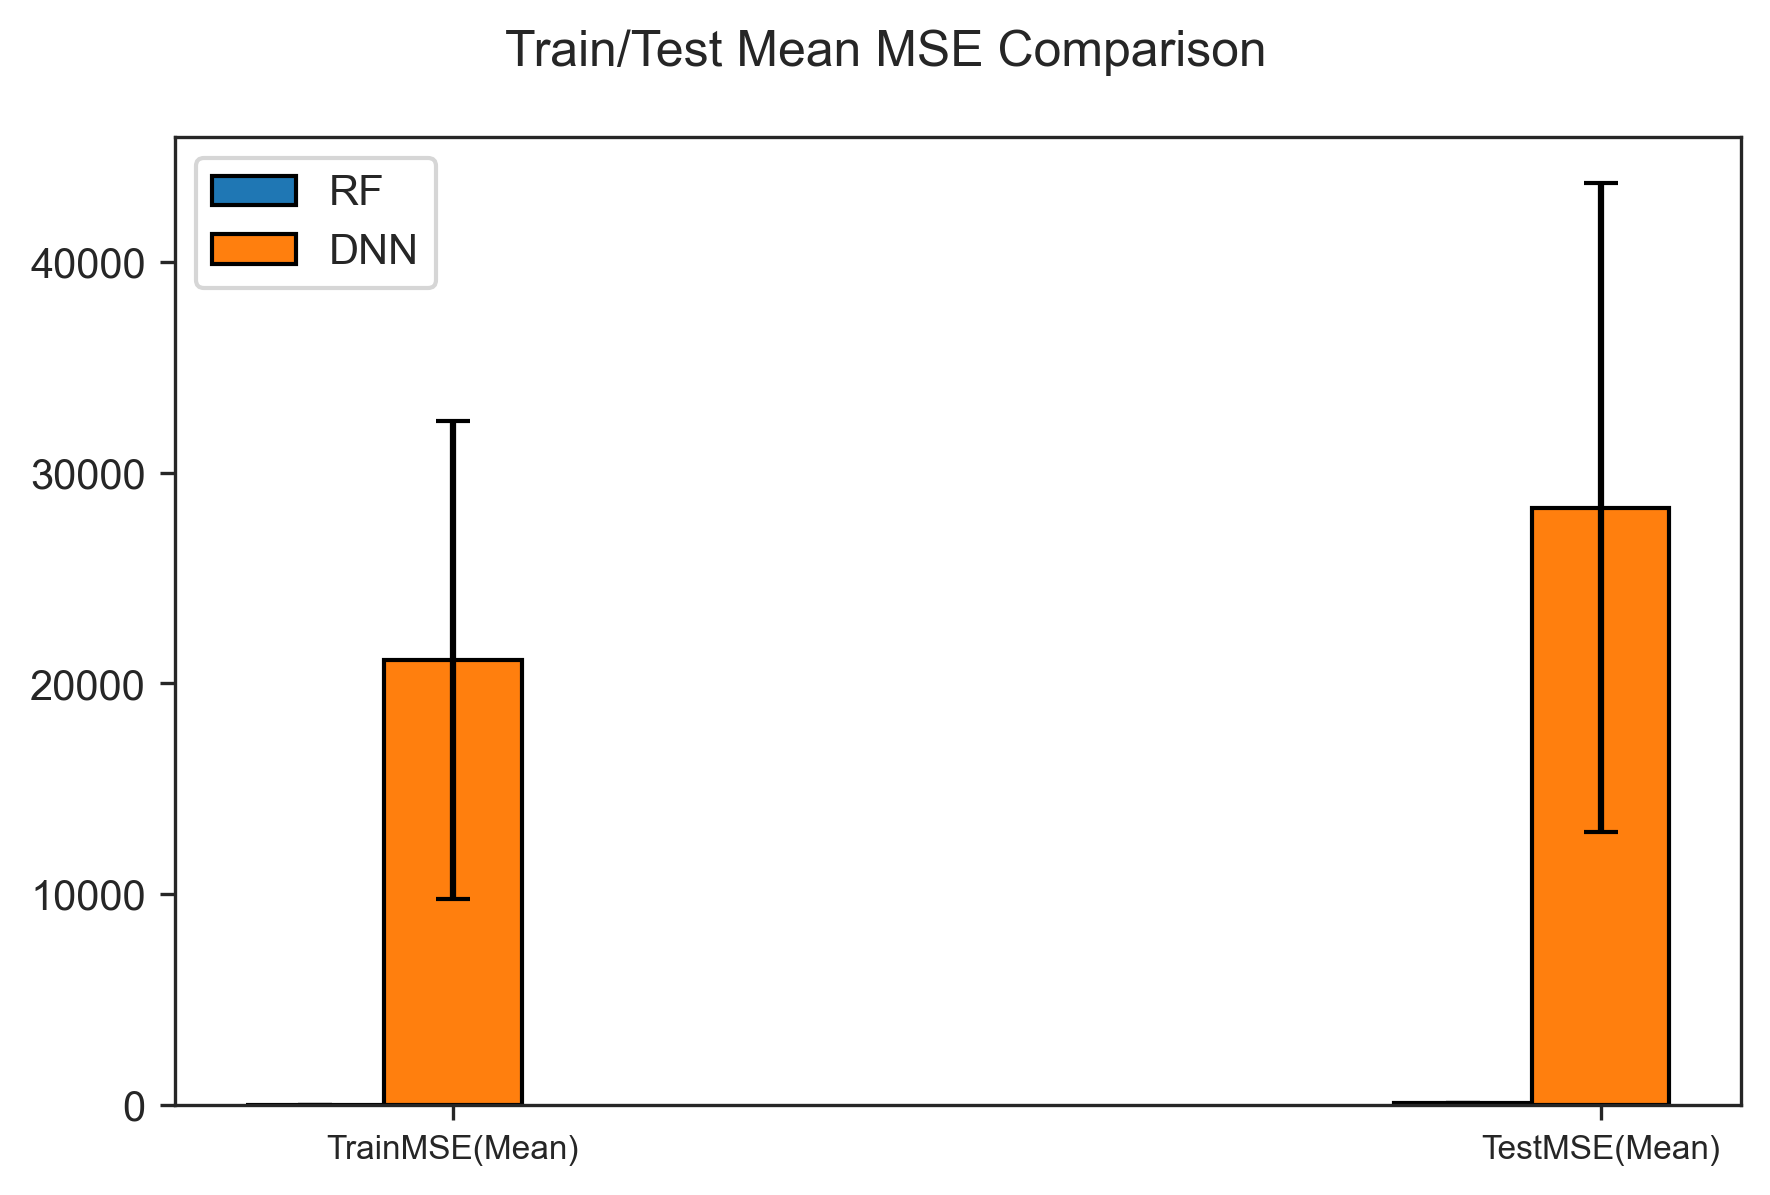 Train/Test Mean MSE Comparison
RF
DNN
40000
30000
20000
10000
0
TrainMSE(Mean)
TestMSE(Mean)